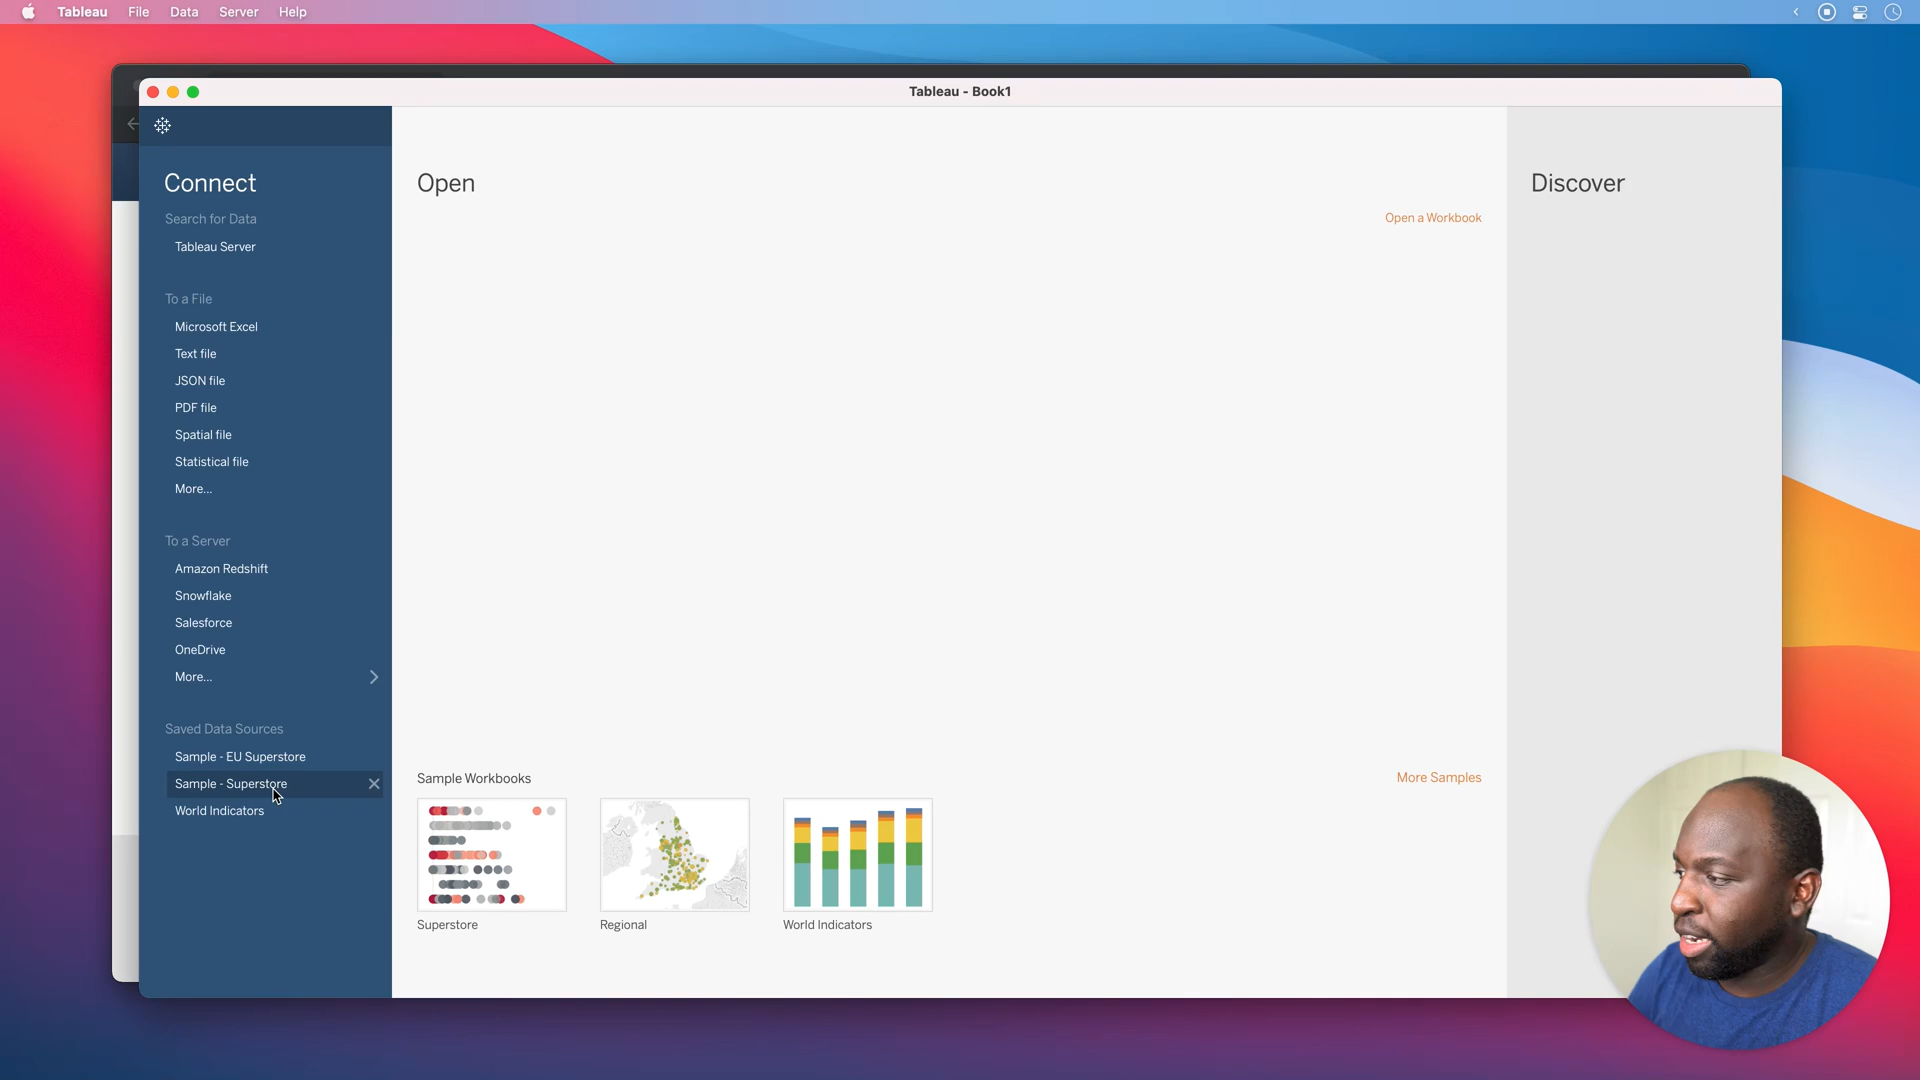 Tableau File Data Server Help
Tableau - Book1
Connect
Search for Data
Tableau Server
To a File
Microsoft Excel
Text file
JSON file
PDF file
Spatial file
Statistical file
More...
To a Server
Amazon Redshift
Snowflake
Salesforce
OneDrive
More...
Saved Data Sources
Sample - EU Superstore
Sample - Superstore
World Indicators
Open
Open a Workbook
Sample Workbooks
More Samples
Superstore
Regional
World Indicators
Discover